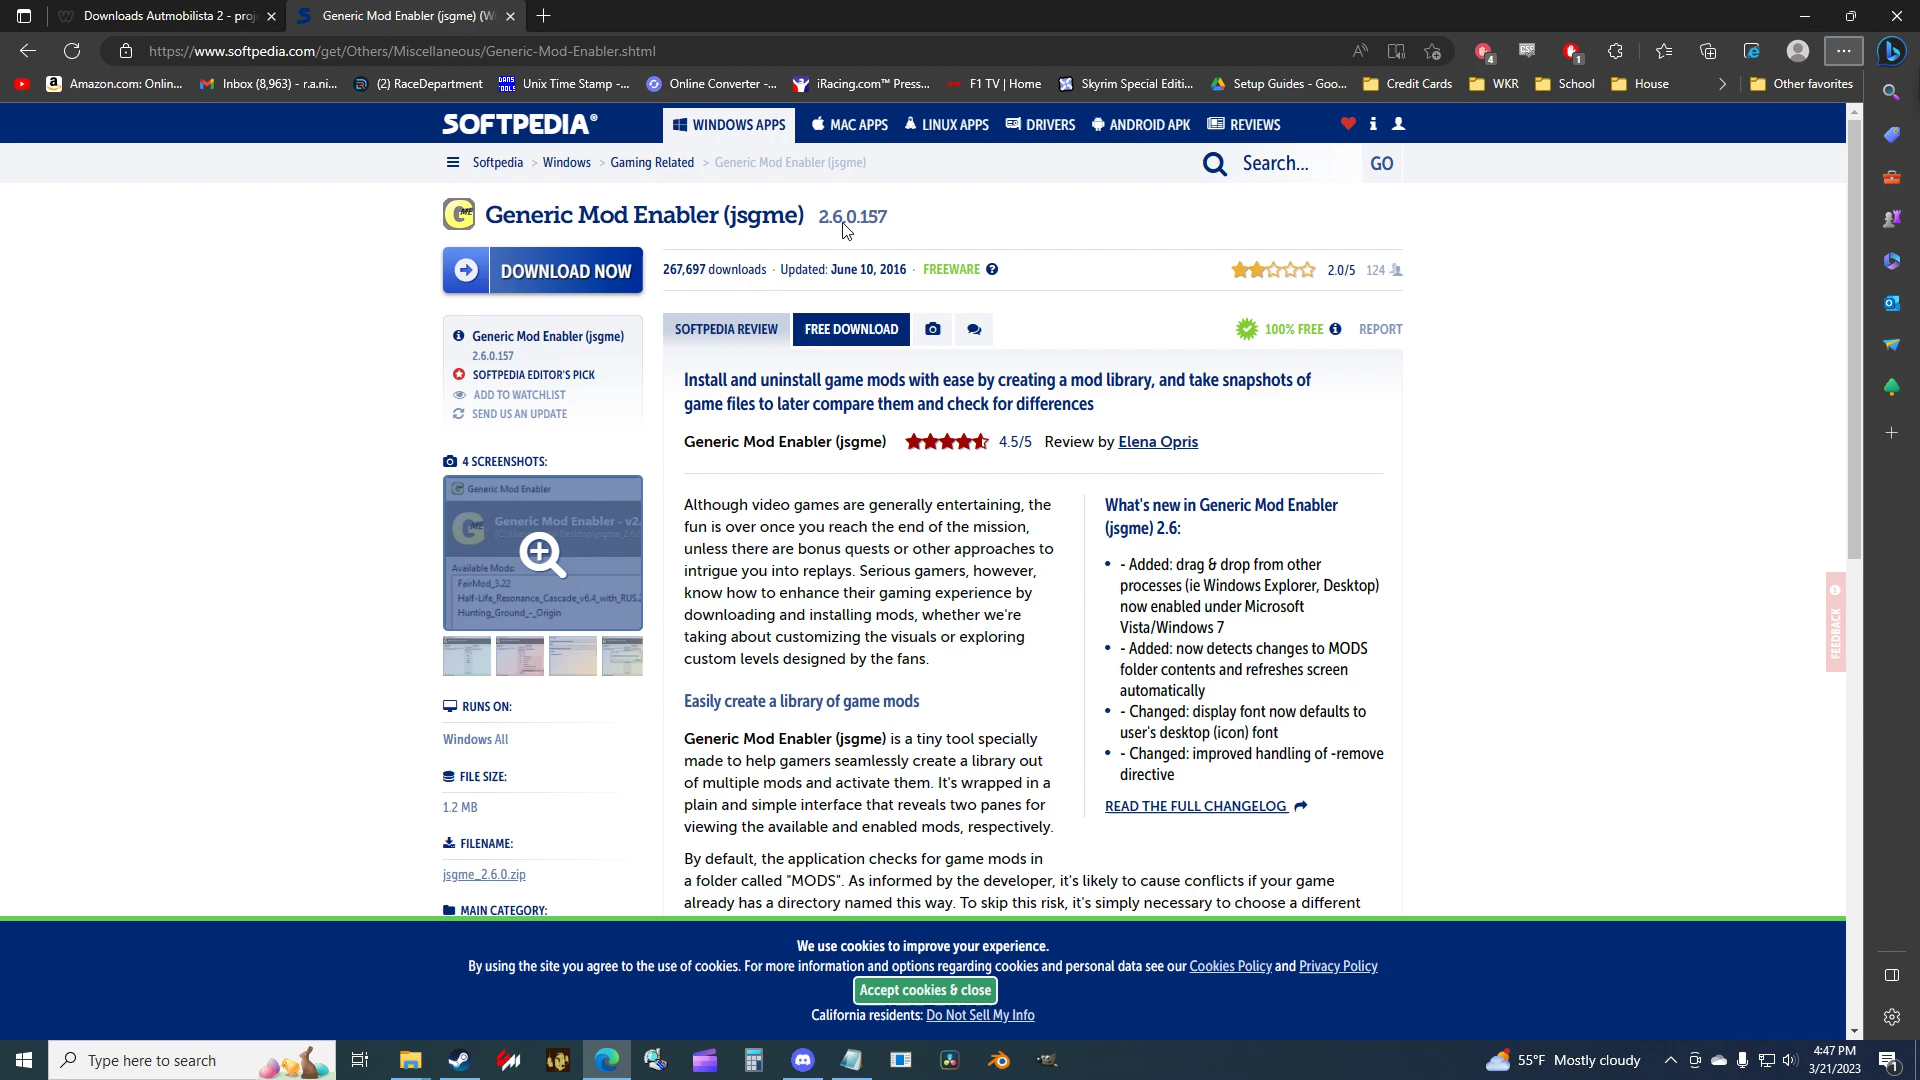 Downloads Autmobilista 2 - proj
Generic Mod Enabler (jsgme) (Wi
https://www.softpedia.com/get/Others/Miscellaneous/Generic-Mod-Enabler.shtml
Amazon.com: Onlin...
Inbox (8,963) - r.a.ni...
(2) RaceDepartment
Unix Time Stamp -...
Online Converter -...
iRacing.com™ Press...
F1 TV | Home
Skyrim Special Editi...
Setup Guides - Goo...
Credit Cards
WKR
School
House
Other favorites
SOFTPEDIA®
WINDOWS APPS
MAC APPS
LINUX APPS
DRIVERS
ANDROID APK
REVIEWS
Softpedia > Windows > Gaming Related > Generic Mod Enabler (jsgme)
Search...
GO
Generic Mod Enabler (jsgme) 2.6.0.157
DOWNLOAD NOW
267,697 downloads · Updated: June 10, 2016 · FREEWARE
2.0/5 124
Generic Mod Enabler (jsgme)
2.6.0.157
SOFTPEDIA EDITOR'S PICK
ADD TO WATCHLIST
SEND US AN UPDATE
4 SCREENSHOTS:
Generic Mod Enabler
Generic Mod Enabler - v2.
Available Mods:
FairMod_3.22
Half-Life_Resonance_Cascade_v6.4_with_RUS.
Hunting_Ground_-_Origin
RUNS ON:
Windows All
FILE SIZE:
1.2 MB
FILENAME:
jsgme_2.6.0.zip
MAIN CATEGORY:
SOFTPEDIA REVIEW
FREE DOWNLOAD
100% FREE
REPORT
Install and uninstall game mods with ease by creating a mod library, and take snapshots of
game files to later compare them and check for differences
Generic Mod Enabler (jsgme) 4.5/5 Review by Elena Opris
Although video games are generally entertaining, the
fun is over once you reach the end of the mission,
unless there are bonus quests or other approaches to
intrigue you into replays. Serious gamers, however,
know how to enhance their gaming experience by
downloading and installing mods, whether we're
taking about customizing the visuals or exploring
custom levels designed by the fans.
Easily create a library of game mods
Generic Mod Enabler (jsgme) is a tiny tool specially
made to help gamers seamlessly create a library out
of multiple mods and activate them. It's wrapped in a
plain and simple interface that reveals two panes for
viewing the available and enabled mods, respectively.
By default, the application checks for game mods in
a folder called "MODS". As informed by the developer, it's likely to cause conflicts if your game
already has a directory named this way. To skip this risk, it's simply necessary to choose a different
What's new in Generic Mod Enabler
(jsgme) 2.6:
- Added: drag & drop from other
processes (ie Windows Explorer, Desktop)
now enabled under Microsoft
Vista/Windows 7
- Added: now detects changes to MODS
folder contents and refreshes screen
automatically
- Changed: display font now defaults to
user's desktop (icon) font
- Changed: improved handling of -remove
directive
READ THE FULL CHANGELOG
FEEDBACK
We use cookies to improve your experience.
By using the site you agree to the use of cookies. For more information and options regarding cookies and personal data see our Cookies Policy and Privacy Policy
Accept cookies & close
California residents: Do Not Sell My Info
Type here to search
55°F Mostly cloudy
4:47 PM
3/21/2023